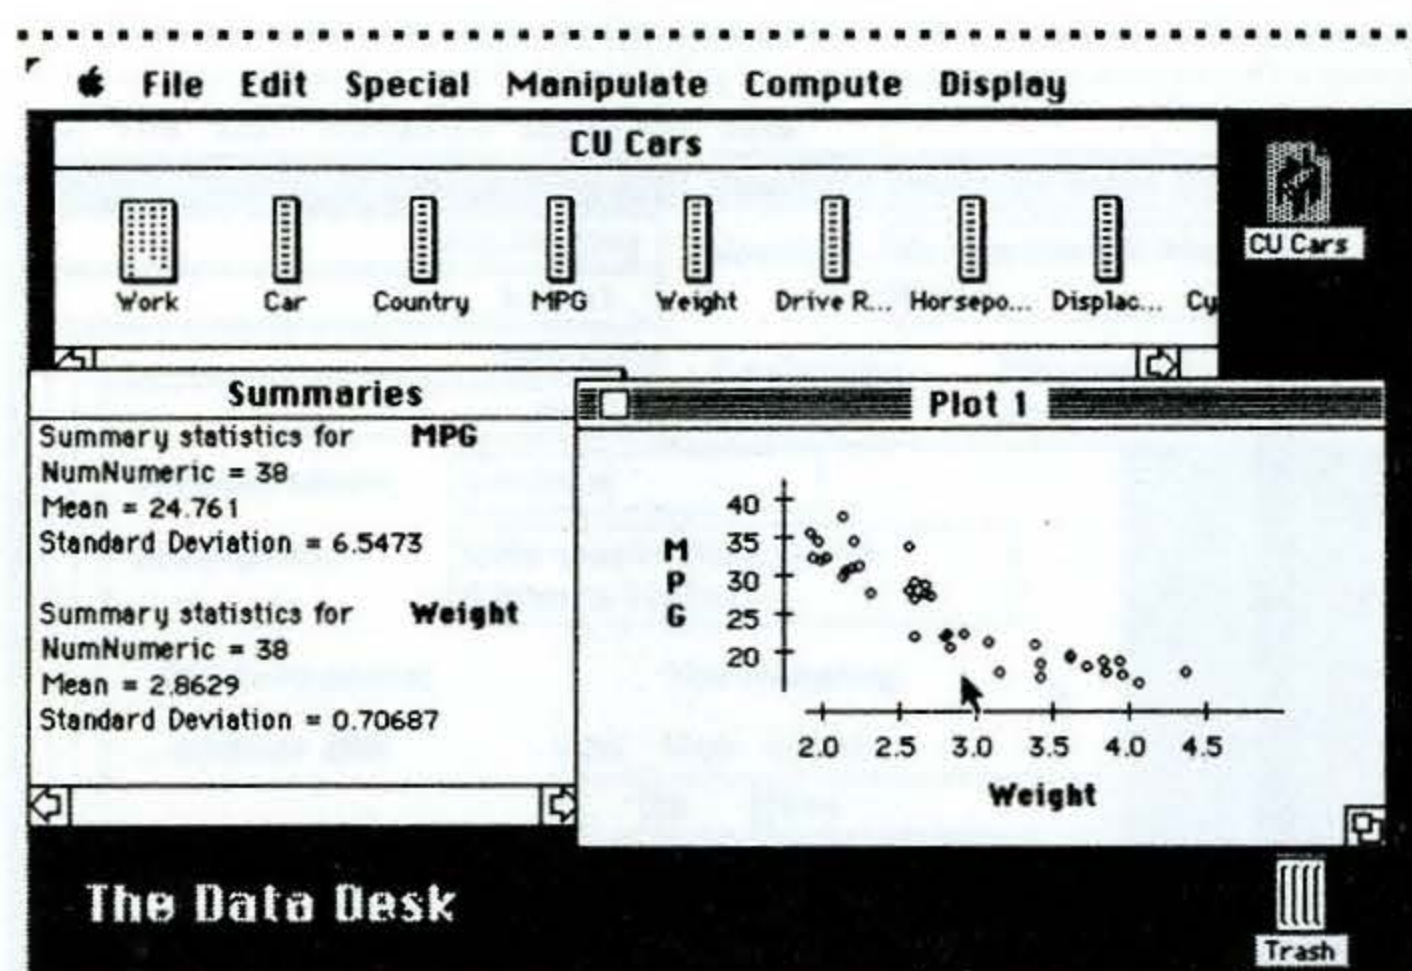 File Edit Special Manipulate Compute Display
CU Cars
CU Cars
Work Car Country MPG Weight Drive R... Horsepo... Displac... Cy
Summaries
Summary statistics for MPG
NumNumeric = 38
Mean = 24.761
Standard Deviation = 6.5473
Summary statistics for Weight
NumNumeric = 38
Mean = 2.8629
Standard Deviation = 0.70687
Plot 1
40
35
30
25
20
MPG
2.0 2.5 3.0 3.5 4.0 4.5
Weight
The Data Desk
Trash